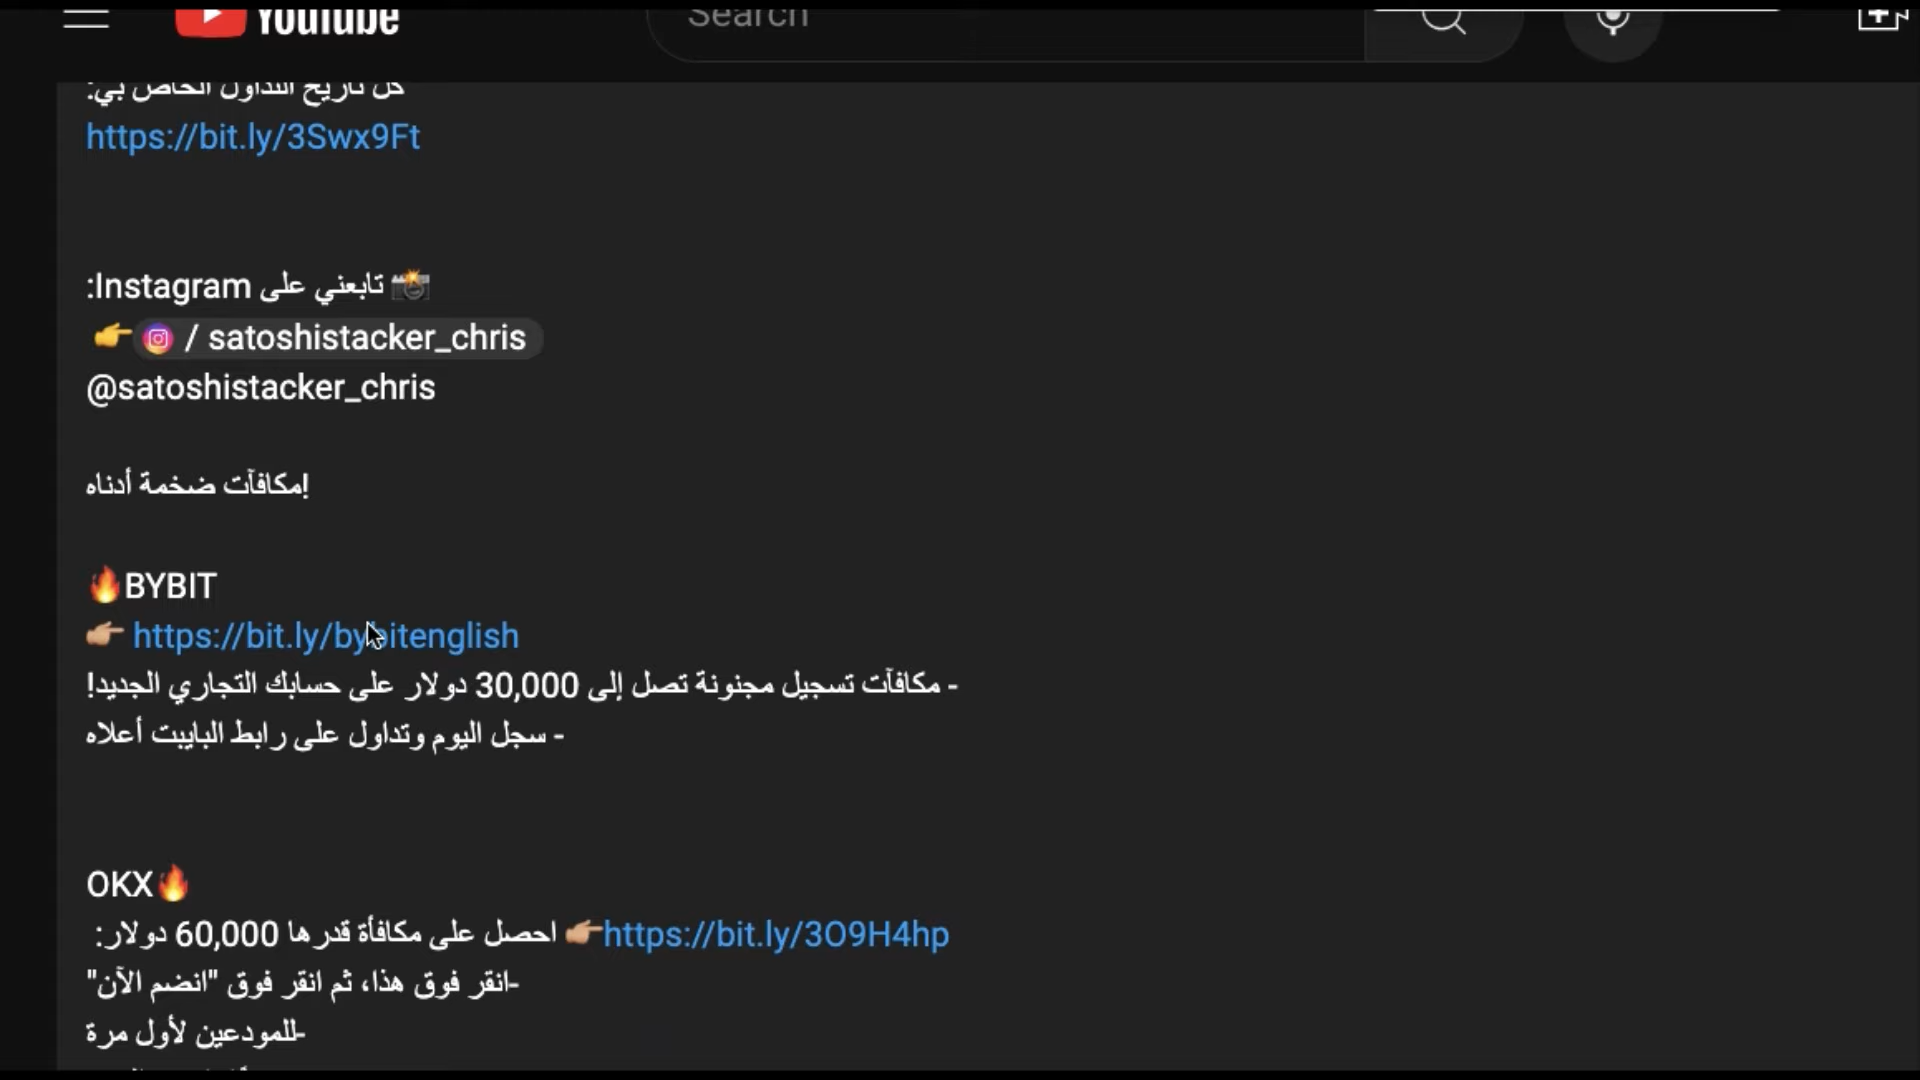 YouTube
Search
كل تاريخ التداول الخاص بي:
https://bit.ly/3Swx9Ft
📸 تابعني على Instagram:
👉 / satoshistacker_chris
@satoshistacker_chris
مكافآت ضخمة أدناه!
🔥BYBIT
👉🏼 https://bit.ly/bybitenglish
- مكافآت تسجيل مجنونة تصل إلى 30,000 دولار على حسابك التجاري الجديد!
- سجل اليوم وتداول على رابط البايبت أعلاه
OKX🔥
https://bit.ly/3O9H4hp👉🏼 احصل على مكافأة قدرها 60,000 دولار:
-انقر فوق هذا، ثم انقر فوق "انضم الآن"
-للمودعين لأول مرة